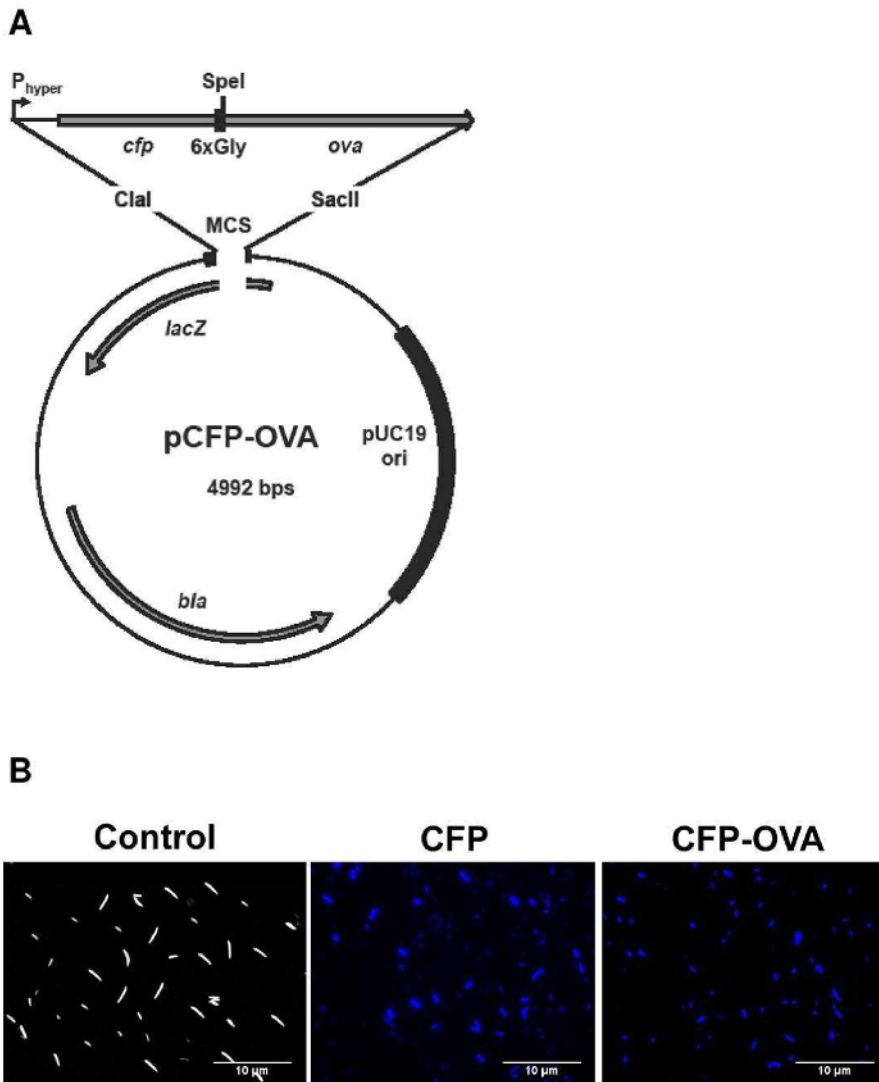 A
P hyper
SpeI
cfp
6xGly
ova
ClaI
SacII
MCS
lacZ
pCFP-OVA
4992 bps
pUC19
ori
bla
B
Control
CFP
CFP-OVA
10 µm
10 µm
10 µm